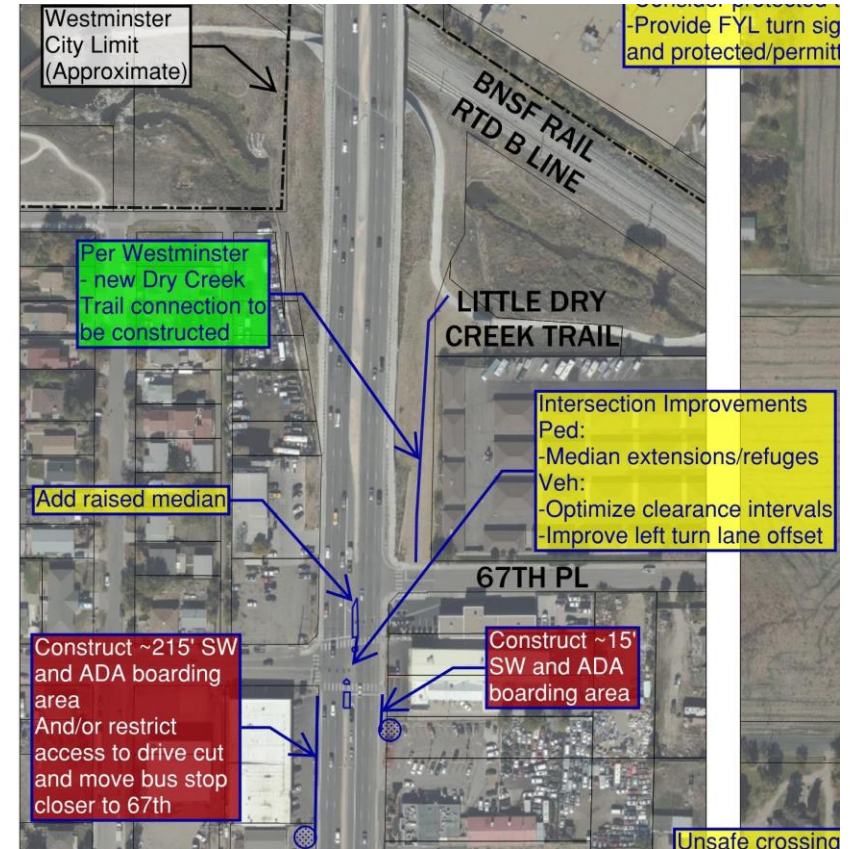 Westminster
City Limit
(Approximate)
-Consider protected
-Provide FYL turn sig
and protected/permitt
BNSF RAIL
RTD B LINE
Per Westminster
- new Dry Creek
Trail connection to
be constructed
LITTLE DRY
CREEK TRAIL
Intersection Improvements
Ped:
-Median extensions/refuges
Veh:
-Optimize clearance intervals
-Improve left turn lane offset
Add raised median
67TH PL
Construct ~215' SW
and ADA boarding
area
And/or restrict
access to drive cut
and move bus stop
closer to 67th
Construct ~15'
SW and ADA
boarding area
Unsafe crossing